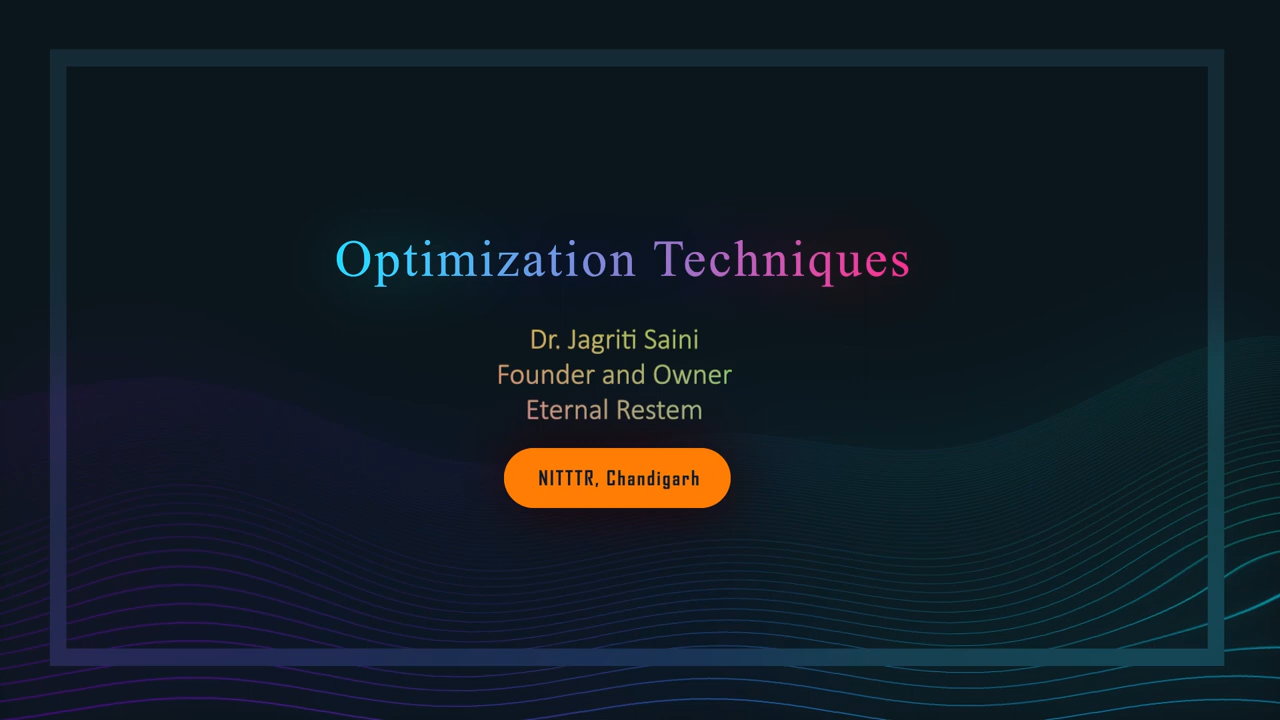 Optimization Techniques
Dr. Jagriti Saini
Founder and Owner
Eternal Restem
NITTTR, Chandigarh